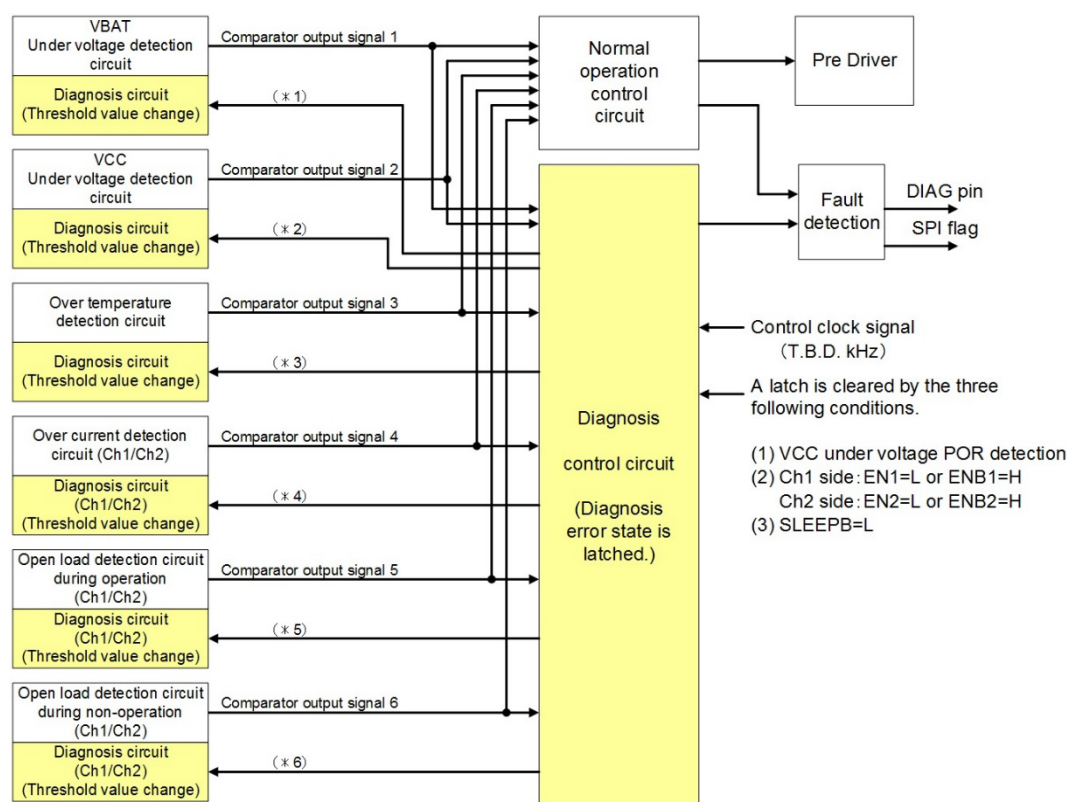 VBAT
Under voltage detection
circuit
Diagnosis circuit
(Threshold value change)
Comparator output signal 1
(＊1)
VCC
Under voltage detection
circuit
Diagnosis circuit
(Threshold value change)
Comparator output signal 2
(＊2)
Over temperature
detection circuit
Diagnosis circuit
(Threshold value change)
Comparator output signal 3
(＊3)
Over current detection
circuit (Ch1/Ch2)
Diagnosis circuit
(Ch1/Ch2)
(Threshold value change)
Comparator output signal 4
(＊4)
Open load detection circuit
during operation
(Ch1/Ch2)
Diagnosis circuit
(Ch1/Ch2)
(Threshold value change)
Comparator output signal 5
(＊5)
Open load detection circuit
during non-operation
(Ch1/Ch2)
Diagnosis circuit
(Ch1/Ch2)
(Threshold value change)
Comparator output signal 6
(＊6)
Normal
operation
control
circuit
Diagnosis
control circuit
(Diagnosis
error state is
latched.)
Pre Driver
Fault
detection
DIAG pin
SPI flag
Control clock signal
(T.B.D. kHz)
A latch is cleared by the three
following conditions.
(1) VCC under voltage POR detection
(2) Ch1 side:EN1=L or ENB1=H
Ch2 side:EN2=L or ENB2=H
(3) SLEEPB=L